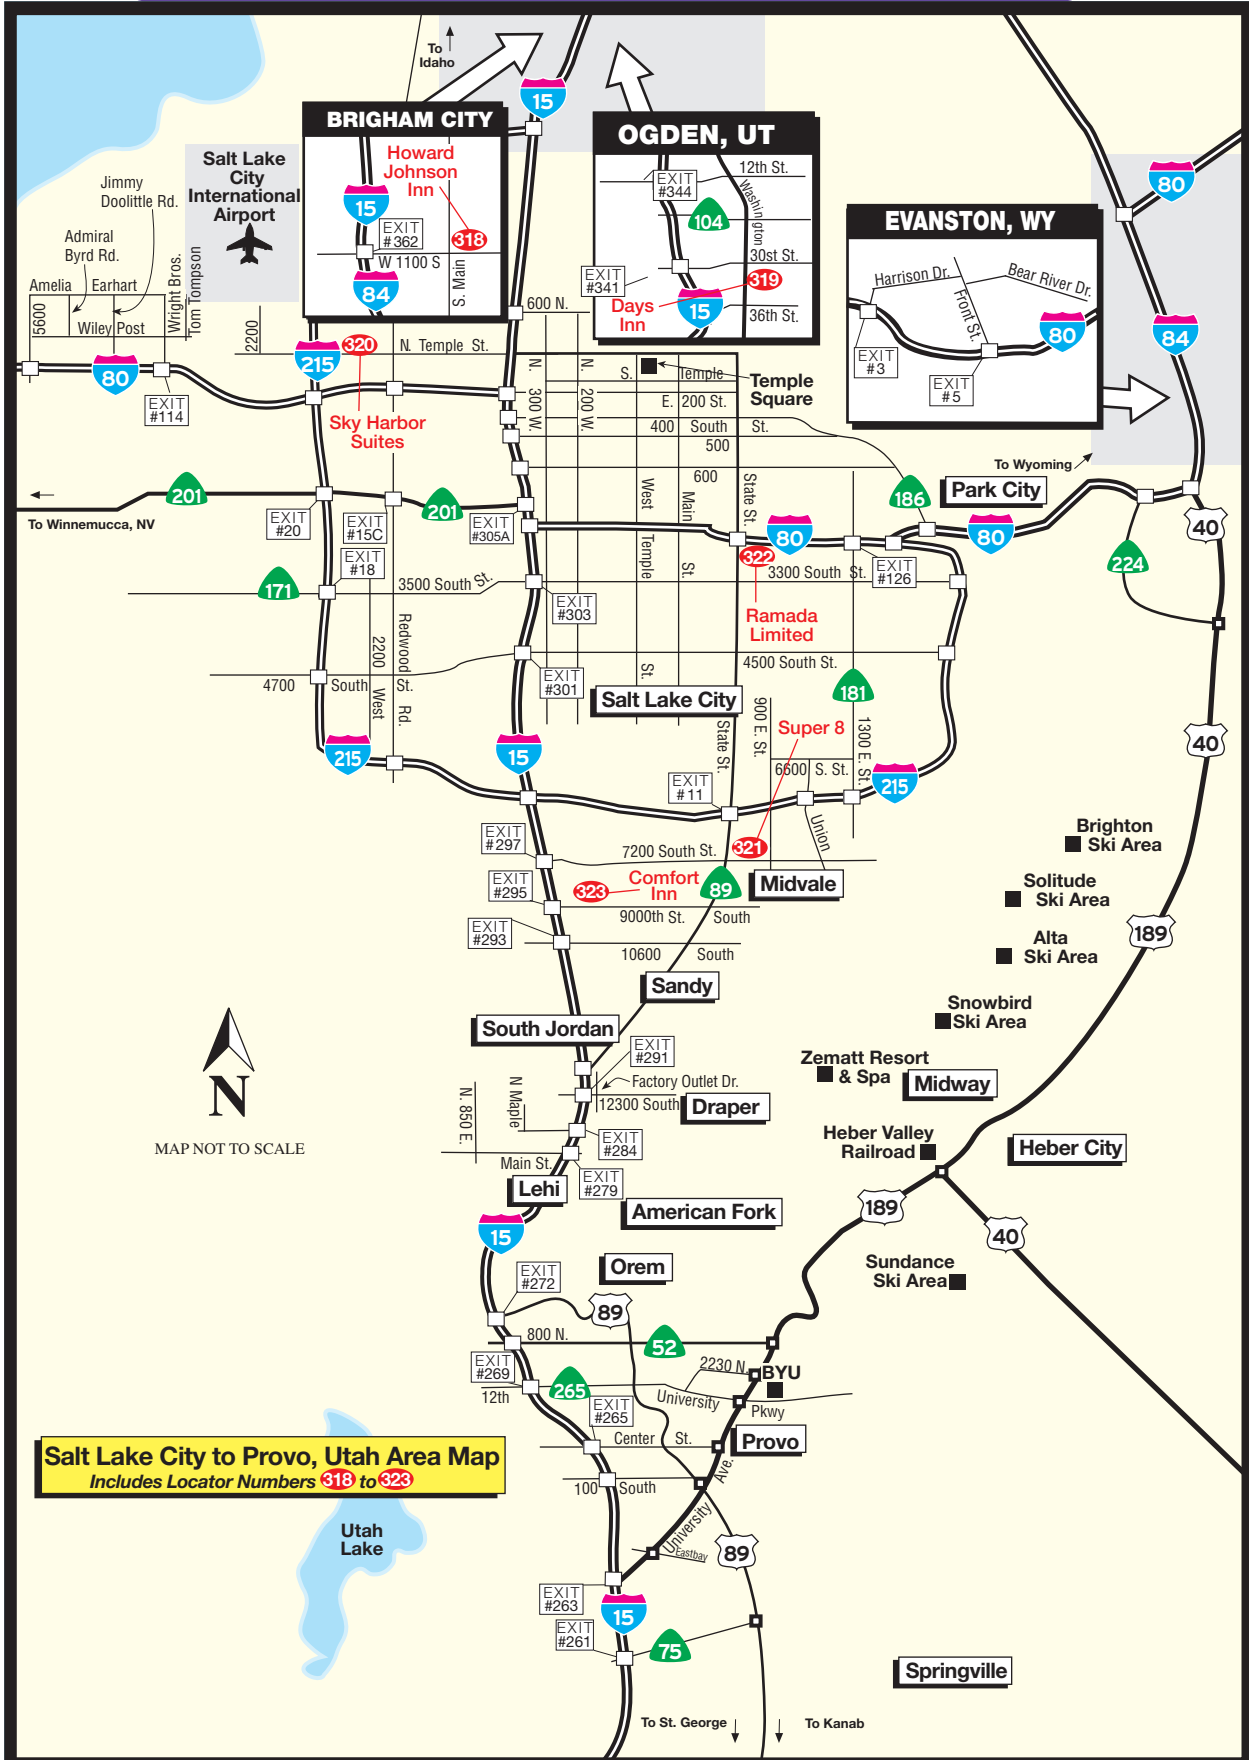 To
Idaho
15
BRIGHAM CITY
Howard
Johnson
Inn
15
EXIT
#362
318
W 1100 S
S. Main
84
OGDEN, UT
12th St.
EXIT
#344
Washington
104
30st St.
EXIT
#341
319
Days
Inn
15
36th St.
80
EVANSTON, WY
Harrison Dr.
Bear River Dr.
Front St.
80
EXIT
#3
EXIT
#5
84
Salt Lake
City
International
Airport
Jimmy
Doolittle Rd.
Admiral
Byrd Rd.
Amelia Earhart
5600
Wiley Post
Wright Bros.
Tom Tompson
2200
600 N.
215
320
N. Temple St.
80
EXIT
#114
Sky Harbor
Suites
N. 300 W.
N. 200 W.
S. Temple
Temple
Square
E. 200 St.
400 South St.
500
600
To Wyoming
201
201
To Winnemucca, NV
EXIT
#20
EXIT
#15C
EXIT
#305A
West Temple St.
Main St.
State St.
186
Park City
80
80
40
322
EXIT
#18
171
3500 South St.
3300 South St.
EXIT
#126
224
EXIT
#303
Ramada
Limited
2200 West
Redwood Rd.
4500 South St.
4700 South St.
EXIT
#301
181
Salt Lake City
900 E. St.
Super 8
1300 E. St.
State St.
40
215
15
6600 S. St.
215
EXIT
#11
Union
EXIT
#297
7200 South St.
321
Brighton
Ski Area
EXIT
#295
323
Comfort
Inn
89
Midvale
Solitude
Ski Area
9000th St. South
EXIT
#293
10600 South
189
Alta
Ski Area
Sandy
Snowbird
Ski Area
South Jordan
EXIT
#291
Zematt Resort
& Spa
Midway
Factory Outlet Dr.
N
MAP NOT TO SCALE
N. 850 E.
N Maple
12300 South
Draper
EXIT
#284
Heber Valley
Railroad
Heber City
Main St.
EXIT
#279
Lehi
American Fork
189
40
15
Orem
Sundance
Ski Area
EXIT
#272
89
800 N.
52
EXIT
#269
2230 N.
BYU
265
12th
University
Pkwy
EXIT
#265
Center St.
Provo
Salt Lake City to Provo, Utah Area Map
Includes Locator Numbers 318 to 323
100 South
Ave.
University
Utah
Lake
Eastbay
89
EXIT
#263
15
EXIT
#261
75
Springville
To St. George
To Kanab